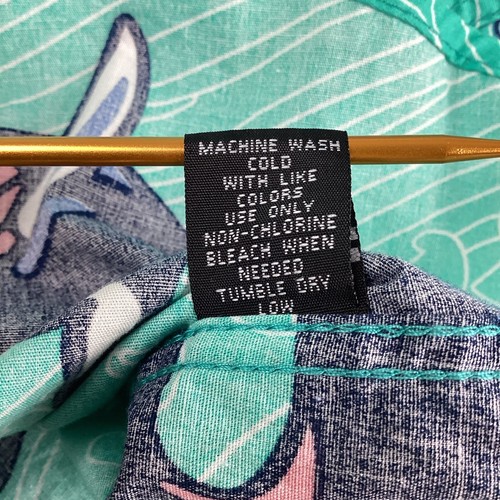 MACHINE WASH
COLD
WITH LIKE
COLORS
USE ONLY
NON-CHLORINE
BLEACH WHEN
NEEDED
TUMBLE DRY
LOW